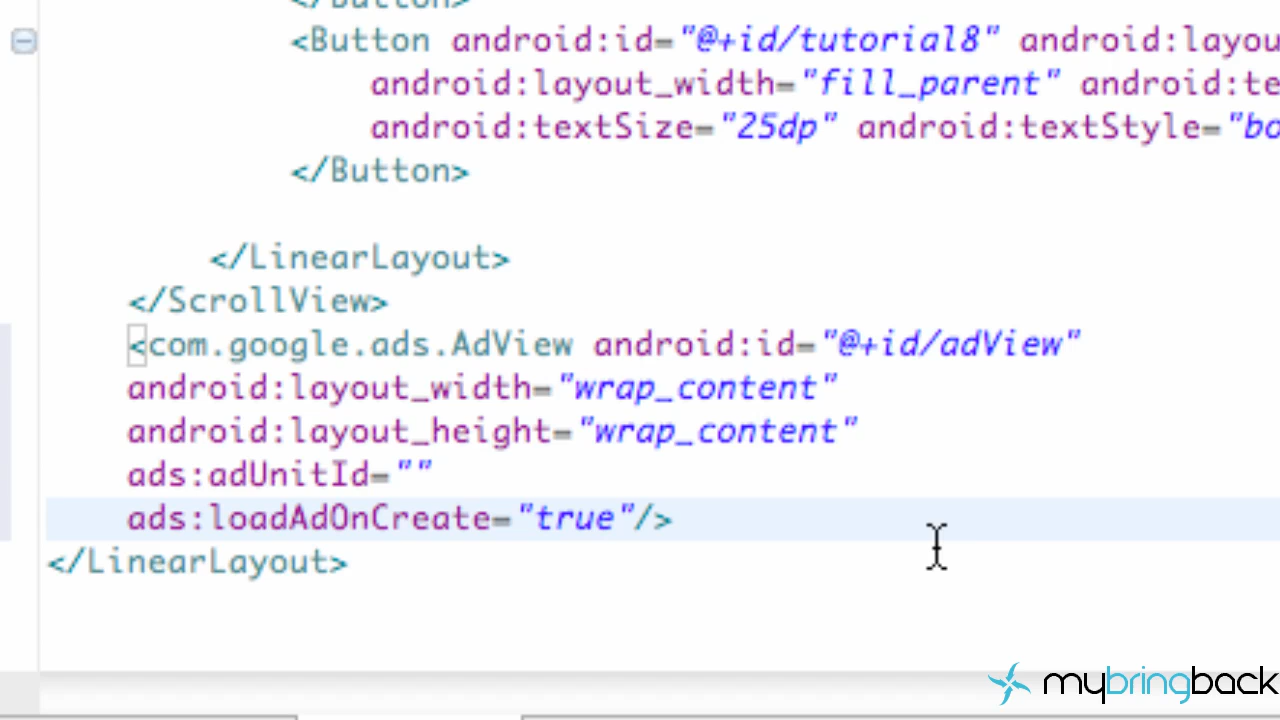 </Button>
<Button android:id="@+id/tutorial8" android:layou
android:layout_width="fill_parent" android:te
android:textSize="25dp" android:textStyle="bo
</Button>
</LinearLayout>
</ScrollView>
<com.google.ads.AdView android:id="@+id/adView"
android:layout_width="wrap_content"
android:layout_height="wrap_content"
ads:adUnitId=""
ads:loadAdOnCreate="true"/>
</LinearLayout>
mybringback